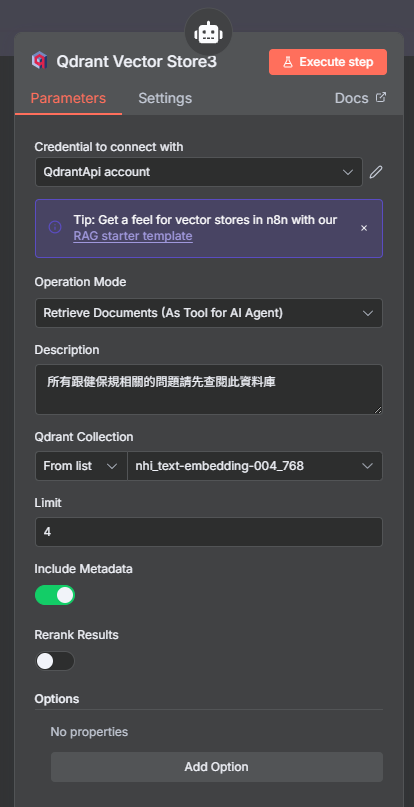 Qdrant Vector Store3
Execute step
Parameters
Settings
Docs
Credential to connect with
QdrantApi account
Tip: Get a feel for vector stores in n8n with our
RAG starter template
×
Operation Mode
Retrieve Documents (As Tool for AI Agent)
Description
所有跟健保規相關的問題請先查閱此資料庫
Qdrant Collection
From list
nhi_text-embedding-004_768
Limit
4
Include Metadata
Rerank Results
Options
No properties
Add Option